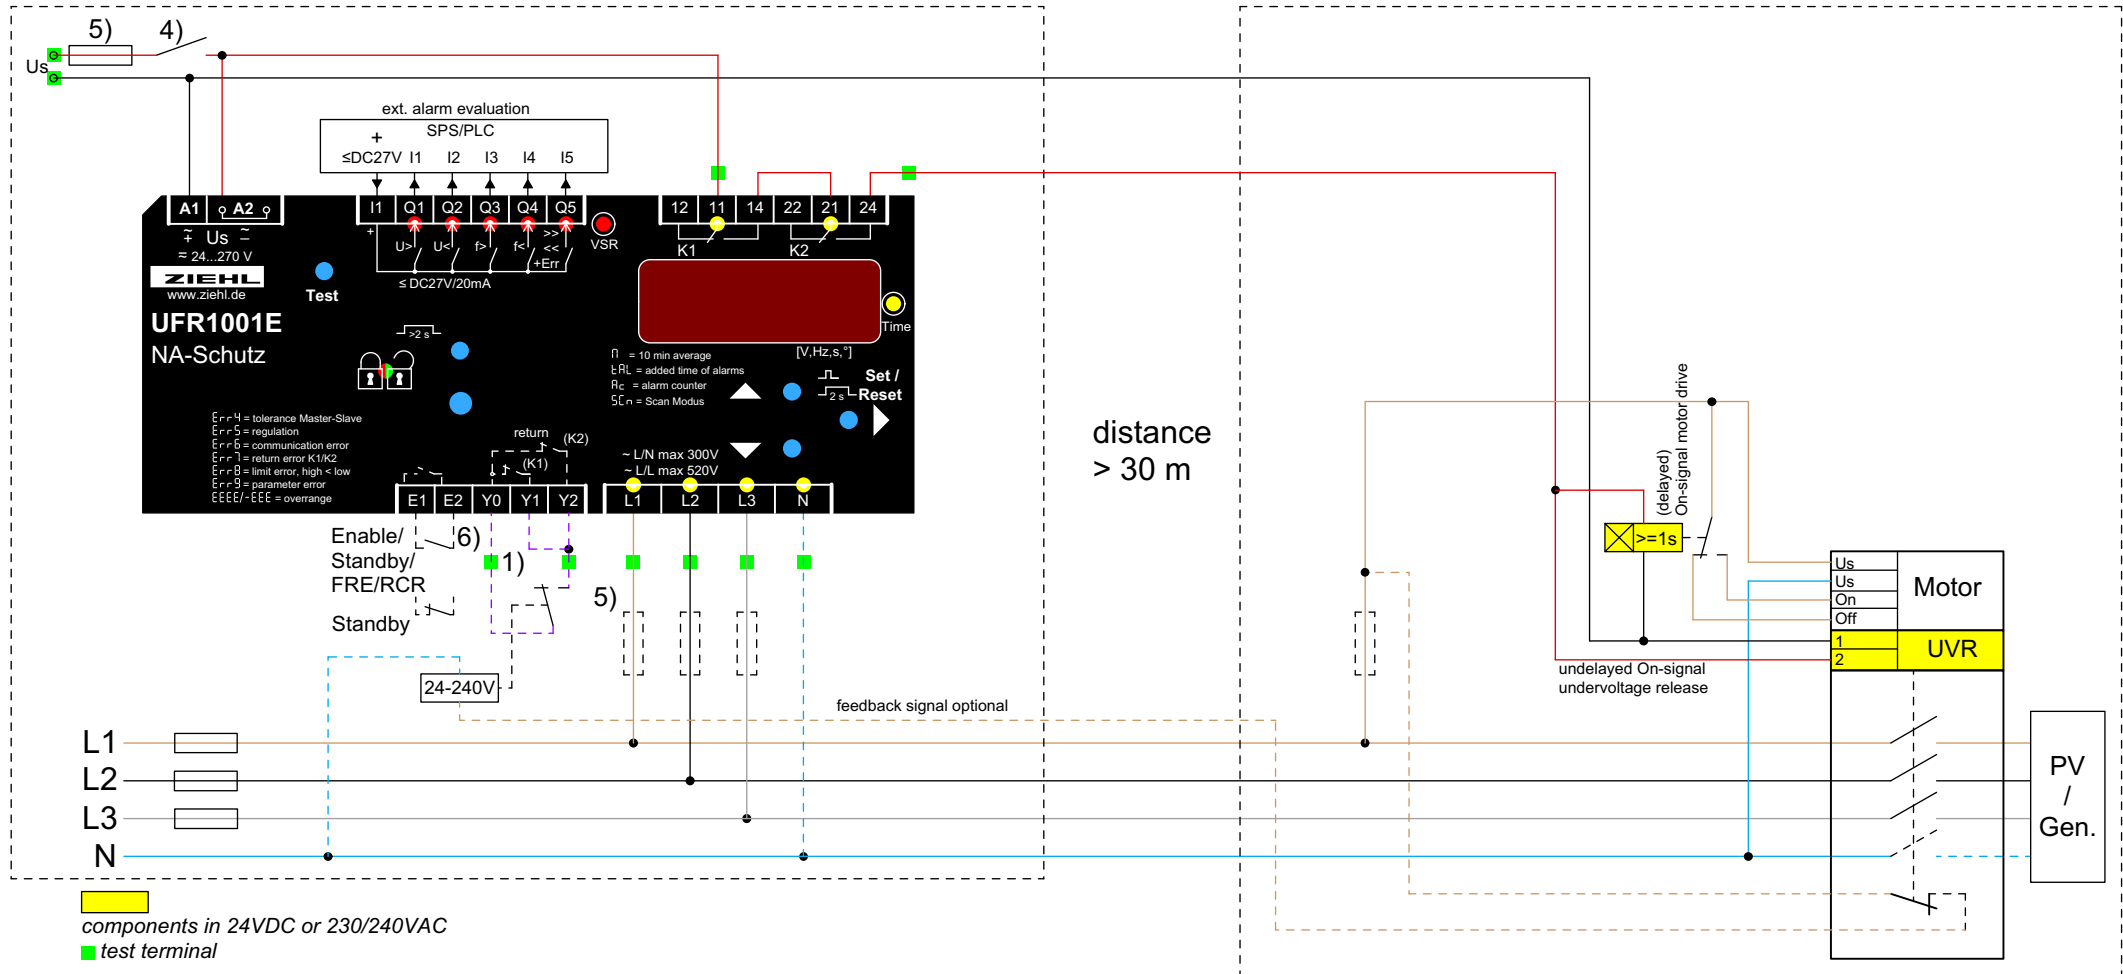 5)
4)
Us
ext. alarm evaluation
SPS/PLC
+
≤DC27V I1 I2 I3 I4 I5
A1 A2
I1 Q1 Q2 Q3 Q4 Q5
12 11 14 22 21 24
+ Us −
≂ 24...270 V
+
U> U< f> f< >>
<<
+Err
VSR
K1 K2
≤ DC27V/20mA
ZIEHL
www.ziehl.de
Test
UFR1001E
NA-Schutz
>2 s
Time
[V,Hz,s,°]
n = 10 min average
tAL = added time of alarms
Ac = alarm counter
SCn = Scan Modus
2 s
Set /
Reset
Err4 = tolerance Master-Slave
Err5 = regulation
Err6 = communication error
Err7 = return error K1/K2
Err8 = limit error, high < low
Err9 = parameter error
EEEE/-EEE = overrange
return
(K2)
(K1)
~ L/N max 300V
~ L/L max 520V
E1 E2 Y0 Y1 Y2
L1 L2 L3 N
distance
> 30 m
(delayed)
On-signal motor drive
>=1s
Enable/
Standby/
FRE/RCR
6)
1)
Standby
5)
24-240V
feedback signal optional
Us
Us
On
Off
Motor
1
2
UVR
undelayed On-signal
undervoltage release
L1
L2
L3
N
PV
/
Gen.
components in 24VDC or 230/240VAC
test terminal